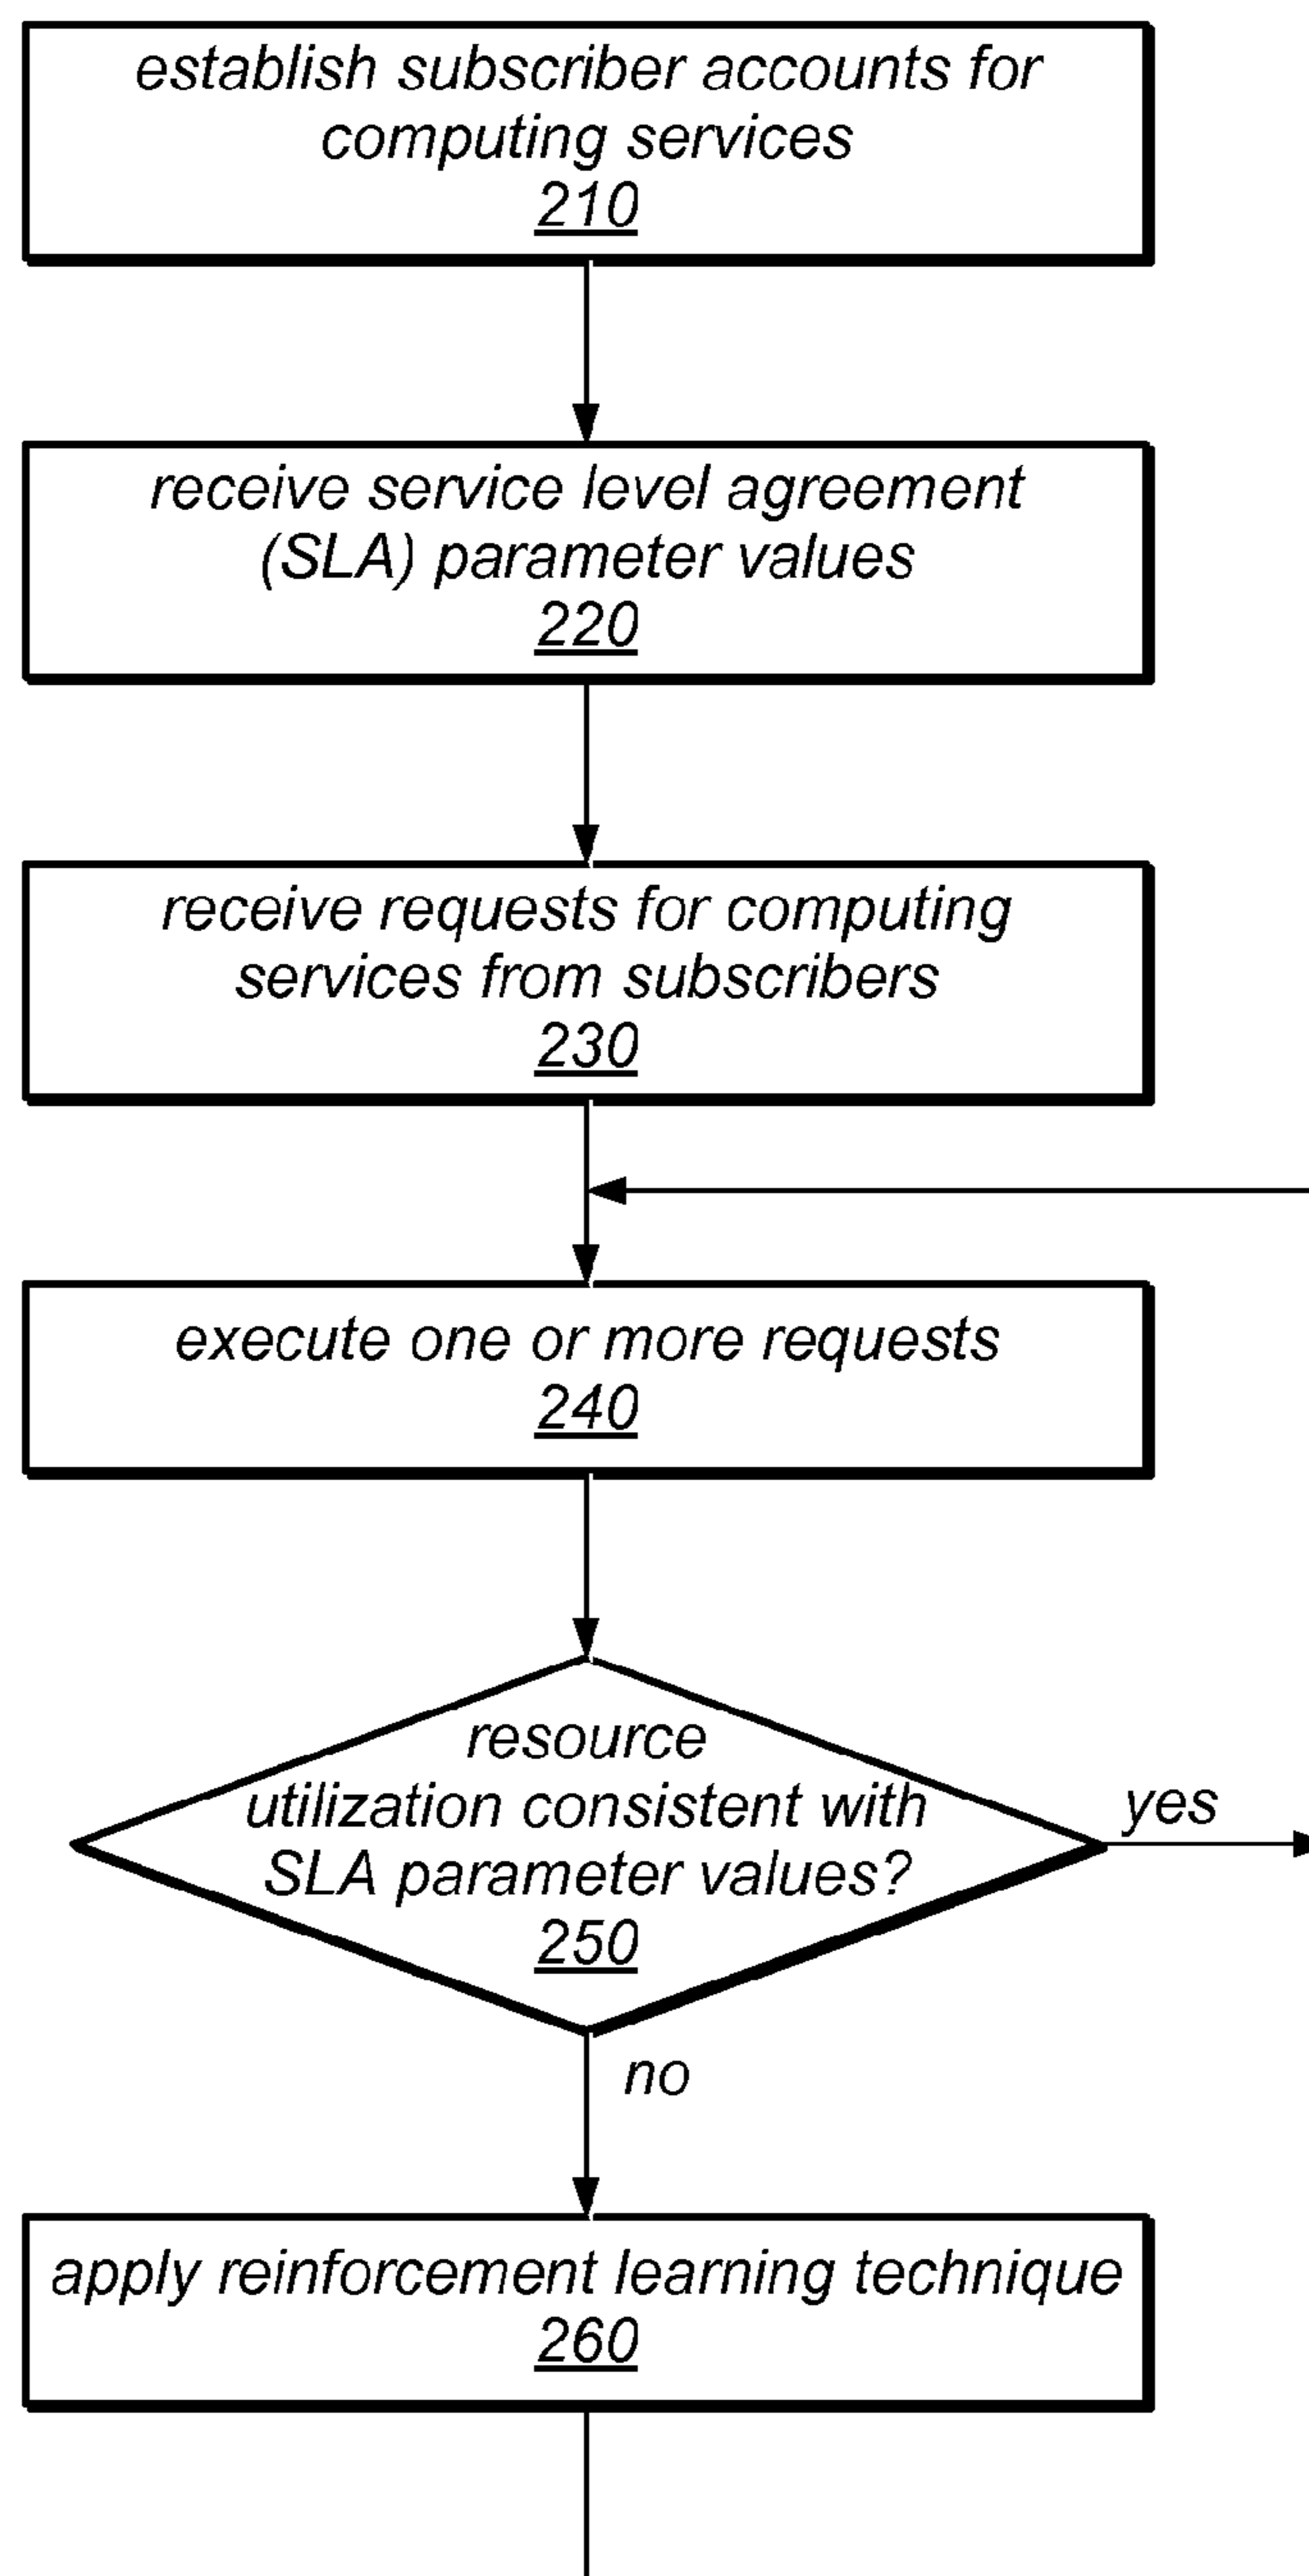 establish subscriber accounts for
computing services
210
receive service level agreement
(SLA) parameter values
220
receive requests for computing
services from subscribers
230
execute one or more requests
240
resource
utilization consistent with
SLA parameter values?
250
yes
no
apply reinforcement learning technique
260